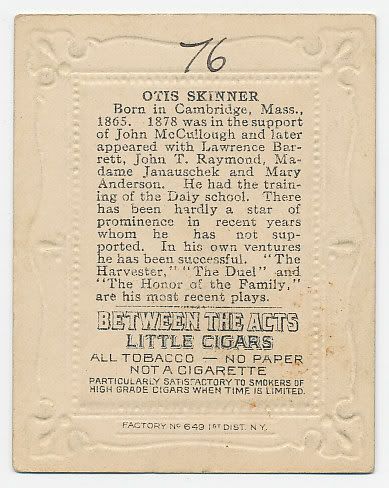 76
OTIS SKINNER
Born in Cambridge, Mass.,
1865. 1878 was in the support
of John McCullough and later
appeared with Lawrence Bar-
rett, John T. Raymond, Ma-
dame Janauschek and Mary
Anderson. He had the train-
ing of the Daly school. There
has been hardly a star of
prominence in recent years
whom he has not sup-
ported. In his own ventures
he has been successful. "The
Harvester," "The Duel" and
"The Honor of the Family,"
are his most recent plays.
BETWEEN THE ACTS
LITTLE CIGARS
ALL TOBACCO — NO PAPER
NOT A CIGARETTE
PARTICULARLY SATISFACTORY TO SMOKERS OF
HIGH GRADE CIGARS WHEN TIME IS LIMITED.
FACTORY No 649 1ST DIST. N.Y.